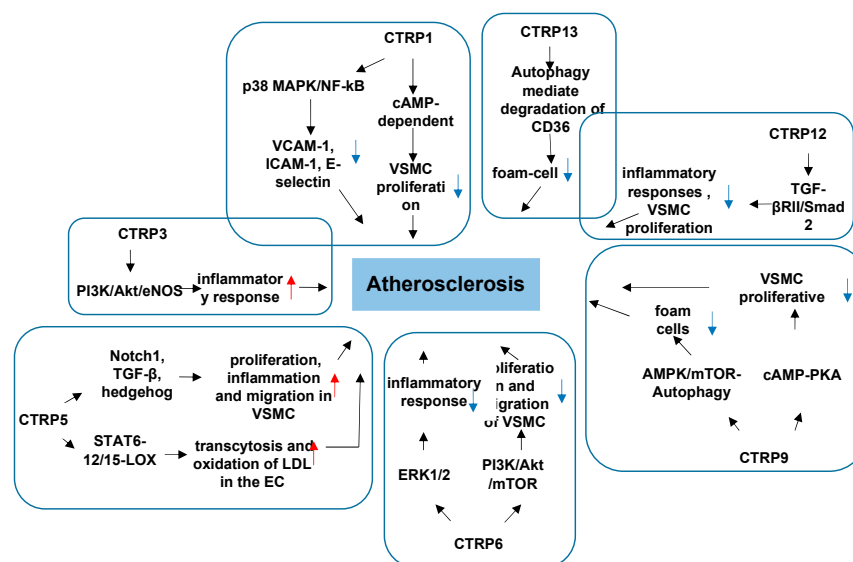 CTRP1
p38 MAPK/NF-kB
cAMP-
dependent
VCAM-1,
ICAM-1, E-
selectin
VSMC
proliferati
on
CTRP13
Autophagy
mediate
degradation of
CD36
foam-cell
CTRP12
TGF-
βRII/Smad
2
inflammatory
responses ,
VSMC
proliferation
CTRP3
PI3K/Akt/eNOS
inflammator
y response
Atherosclerosis
VSMC
proliferative
foam
cells
AMPK/mTOR-
Autophagy
cAMP-PKA
CTRP9
Notch1,
TGF-β,
hedgehog
proliferation,
inflammation
and migration in
VSMC
CTRP5
STAT6-
12/15-LOX
transcytosis and
oxidation of LDL
in the EC
inflammatory
response
oliferatio
n and
igration
of VSMC
ERK1/2
PI3K/Akt
/mTOR
CTRP6